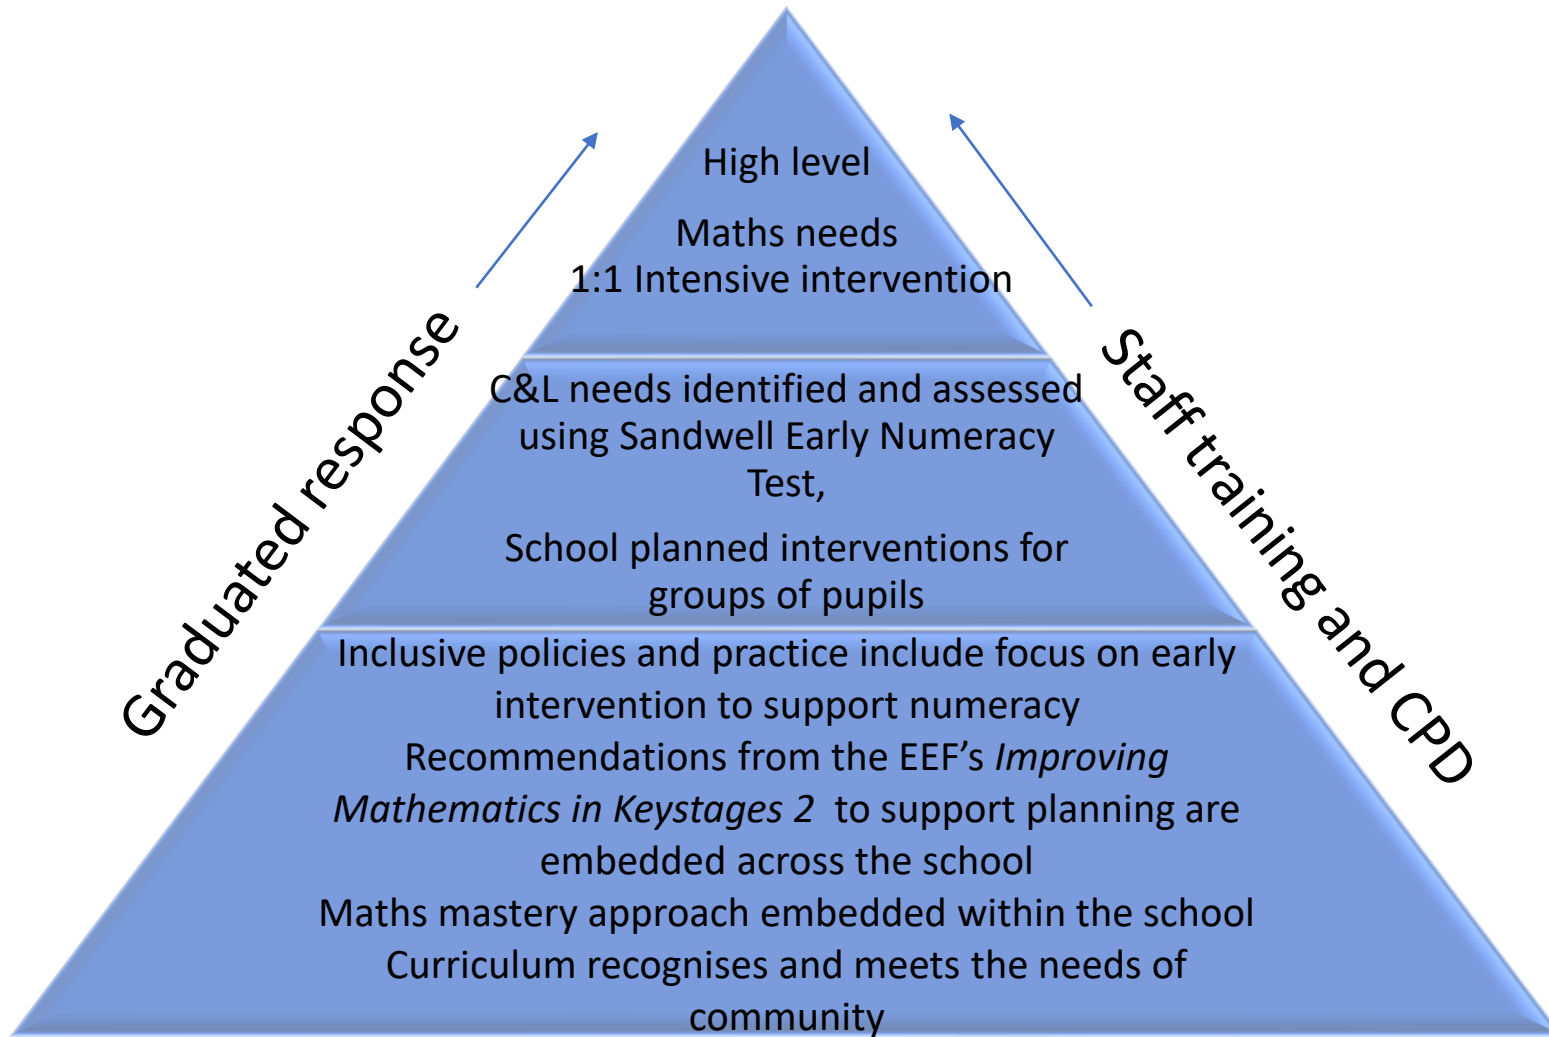 High level
Maths needs
1:1 Intensive intervention
Graduated response
Staff training and CPD
C&L needs identified and assessed
using Sandwell Early Numeracy
Test,
School planned interventions for
groups of pupils
Inclusive policies and practice include focus on early
intervention to support numeracy
Recommendations from the EEF’s Improving
Mathematics in Keystages 2  to support planning are
embedded across the school
Maths mastery approach embedded within the school
Curriculum recognises and meets the needs of
community